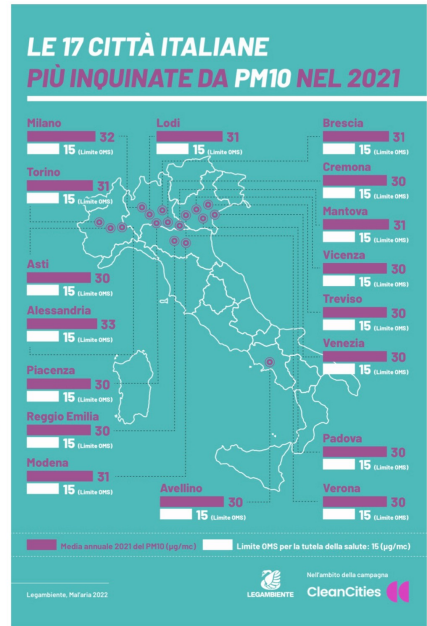 LE 17 CITTÀ ITALIANE
PIÙ INQUINATE DA PM10 NEL 2021
Milano
32
15 (Limite OMS)
Lodi
31
15 (Limite OMS)
Brescia
31
15 (Limite OMS)
Torino
31
15 (Limite OMS)
Cremona
30
15 (Limite OMS)
Mantova
31
15 (Limite OMS)
Vicenza
30
15 (Limite OMS)
Asti
30
15 (Limite OMS)
Treviso
30
15 (Limite OMS)
Alessandria
33
15 (Limite OMS)
Venezia
30
15 (Limite OMS)
Piacenza
30
15 (Limite OMS)
Reggio Emilia
30
15 (Limite OMS)
Padova
30
15 (Limite OMS)
Modena
31
15 (Limite OMS)
Avellino
30
15 (Limite OMS)
Verona
30
15 (Limite OMS)
Media annuale 2021 del PM10 (µg/mc)
Limite OMS per la tutela della salute: 15 (µg/mc)
Legambiente, Mal'aria 2022
LEGAMBIENTE
Nell'ambito della campagna
CleanCities